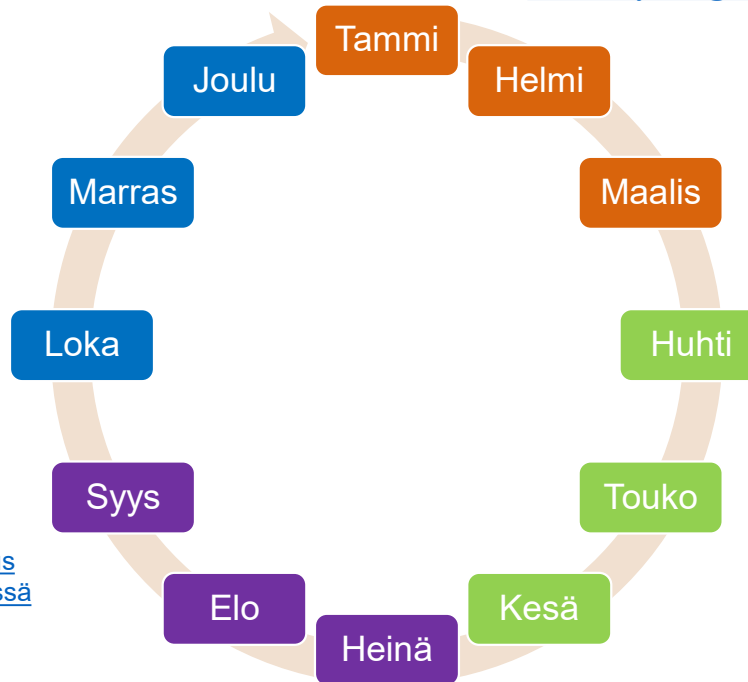 Tammi
Helmi
Maalis
Huhti
Touko
Kesä
Heinä
Elo
Syys
Loka
Marras
Joulu